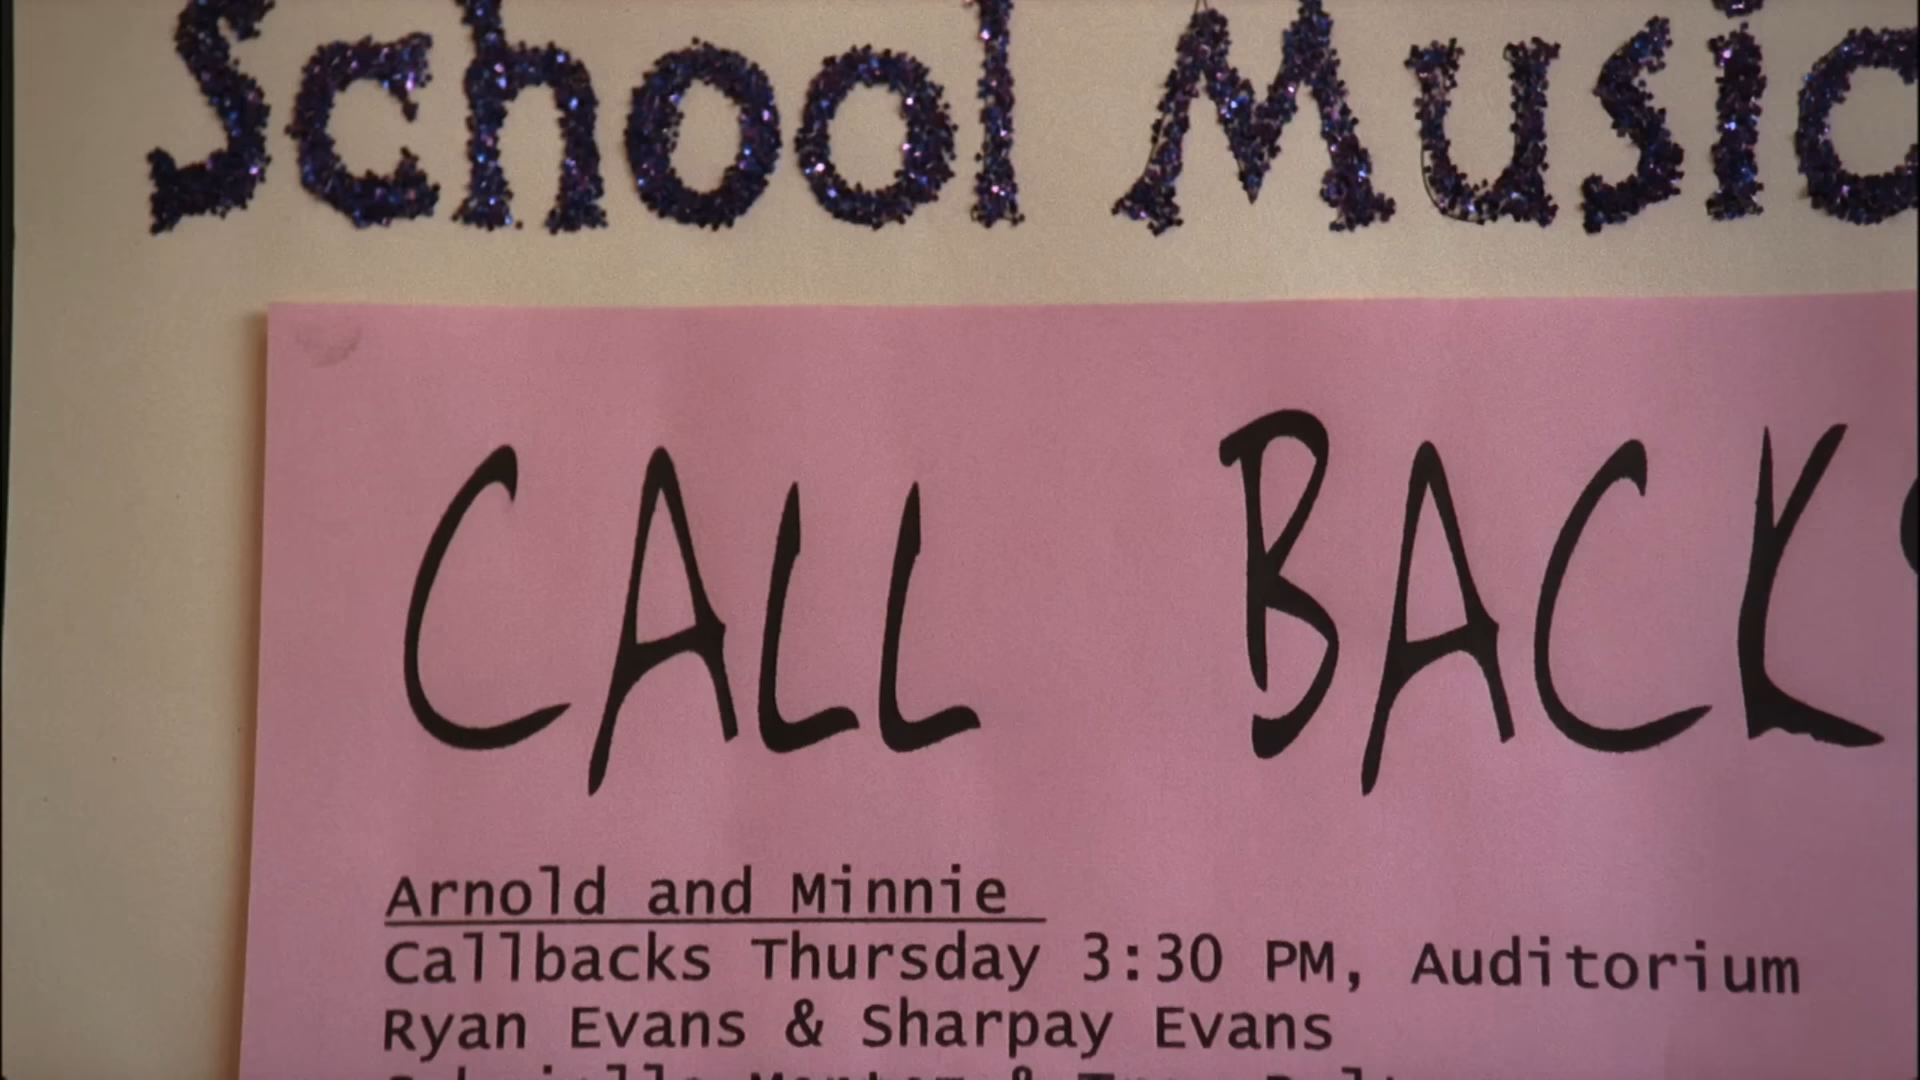 School Music
CALL BACK
Arnold and Minnie
Callbacks Thursday 3:30 PM, Auditorium
Ryan Evans & Sharpay Evans